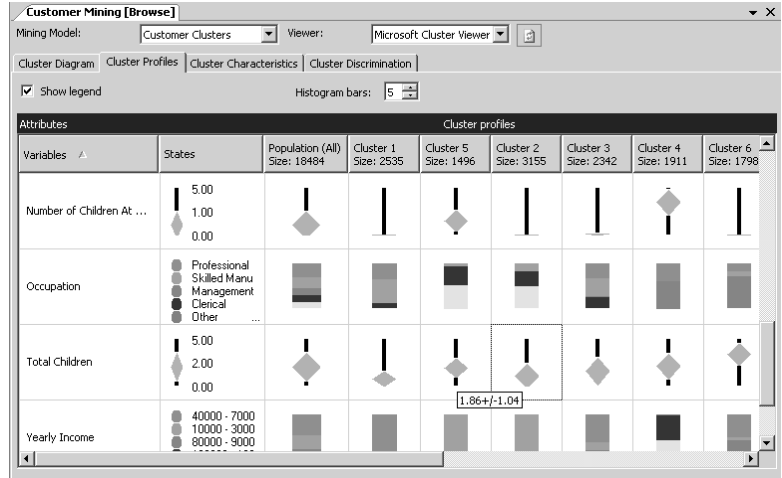 Customer Mining [Browse]
Mining Model: Customer Clusters Viewer: Microsoft Cluster Viewer
Cluster Diagram Cluster Profiles Cluster Characteristics Cluster Discrimination
Show legend Histogram bars: 5
Attributes Cluster profiles
Variables States Population (All) Cluster 1 Cluster 5 Cluster 2 Cluster 3 Cluster 4 Cluster 6
Size: 18484 Size: 2535 Size: 1496 Size: 3155 Size: 2342 Size: 1911 Size: 1798
5.00
Number of Children At ... 1.00
0.00
Professional
Skilled Manu
Occupation Management
Clerical
Other ...
5.00
Total Children 2.00
0.00
1.86+/-1.04
40000 - 7000
10000 - 3000
Yearly Income 80000 - 9000